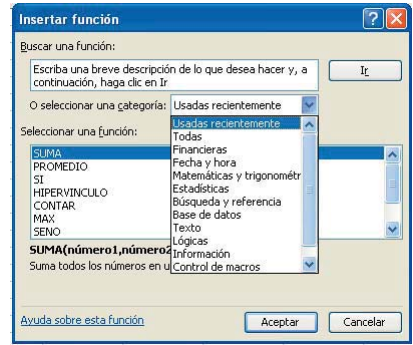 Insertar función
Buscar una función:
Escriba una breve descripción de lo que desea hacer y, a
continuación, haga clic en Ir
Ir
O seleccionar una categoría: Usadas recientemente
Usadas recientemente
Todas
Financieras
Fecha y hora
Matemáticas y trigonométr
Estadísticas
Búsqueda y referencia
Base de datos
Texto
Lógicas
Información
Control de macros
Seleccionar una función:
SUMA
PROMEDIO
SI
HIPERVINCULO
CONTAR
MAX
SENO
SUMA(número1,número2
Suma todos los números en u
Ayuda sobre esta función
Aceptar
Cancelar